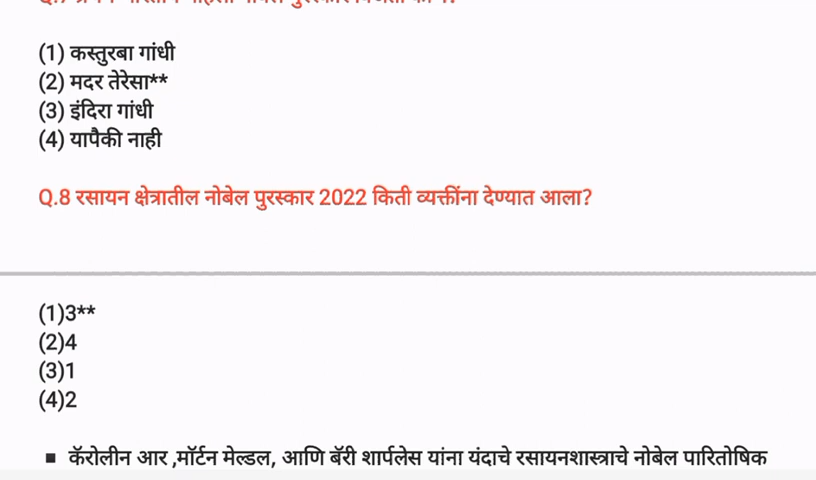 (1) कस्तुरबा गांधी
(2) मदर तेरेसा**
(3) इंदिरा गांधी
(4) यापैकी नाही
Q.8 रसायन क्षेत्रातील नोबेल पुरस्कार 2022 किती व्यक्तींना देण्यात आला?
(1)3**
(2)4
(3)1
(4)2
▪ कॅरोलीन आर ,मॉर्टन मेल्डल, आणि बॅरी शार्पलेस यांना यंदाचे रसायनशास्त्राचे नोबेल पारितोषिक